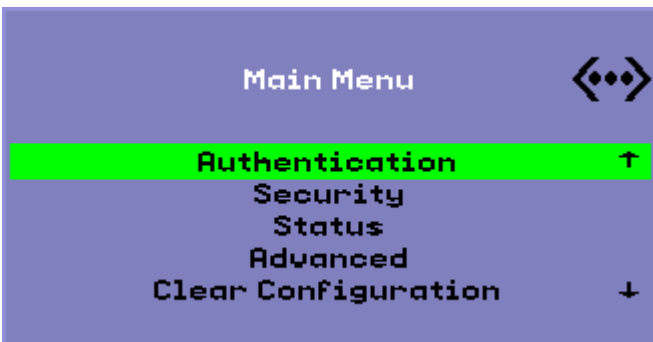 Main Menu
Authentication
Security
Status
Advanced
Clear Configuration